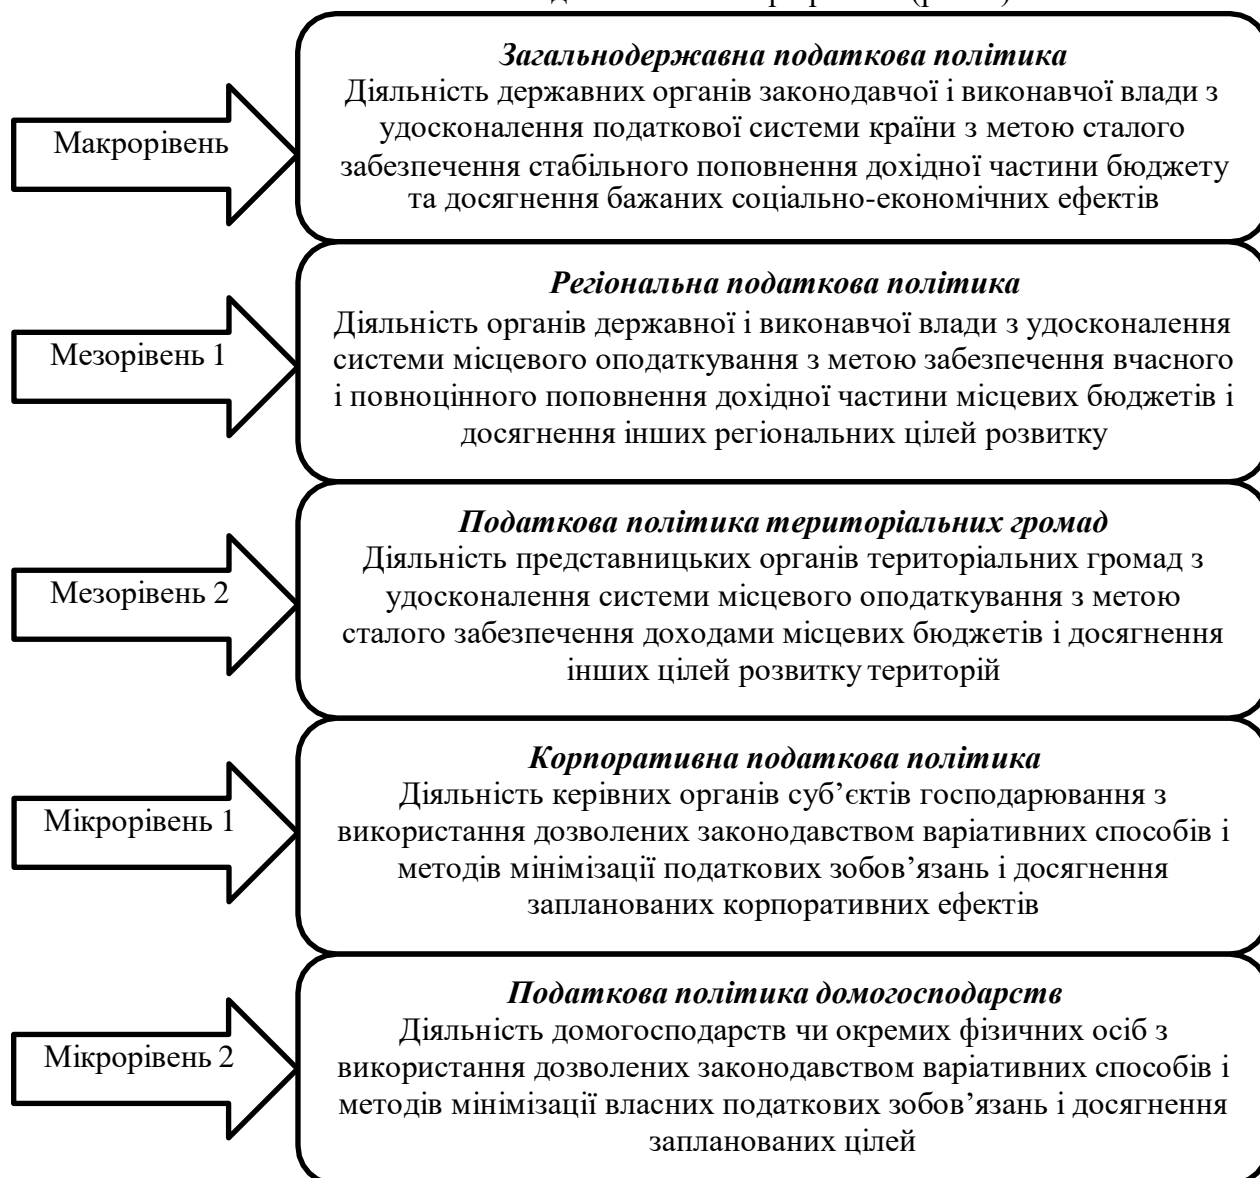 Макрорівень
Загальнодержавна податкова політика
Діяльність державних органів законодавчої і виконавчої влади з
удосконалення податкової системи країни з метою сталого
забезпечення стабільного поповнення дохідної частини бюджету
та досягнення бажаних соціально-економічних ефектів
Мезорівень 1
Регіональна податкова політика
Діяльність органів державної і виконавчої влади з удосконалення
системи місцевого оподаткування з метою забезпечення вчасного
і повноцінного поповнення дохідної частини місцевих бюджетів і
досягнення інших регіональних цілей розвитку
Мезорівень 2
Податкова політика територіальних громад
Діяльність представницьких органів територіальних громад з
удосконалення системи місцевого оподаткування з метою
сталого забезпечення доходами місцевих бюджетів і досягнення
інших цілей розвитку територій
Мікрорівень 1
Корпоративна податкова політика
Діяльність керівних органів суб’єктів господарювання з
використання дозволених законодавством варіативних способів і
методів мінімізації податкових зобов’язань і досягнення
запланованих корпоративних ефектів
Мікрорівень 2
Податкова політика домогосподарств
Діяльність домогосподарств чи окремих фізичних осіб з
використання дозволених законодавством варіативних способів і
методів мінімізації власних податкових зобов’язань і досягнення
запланованих цілей